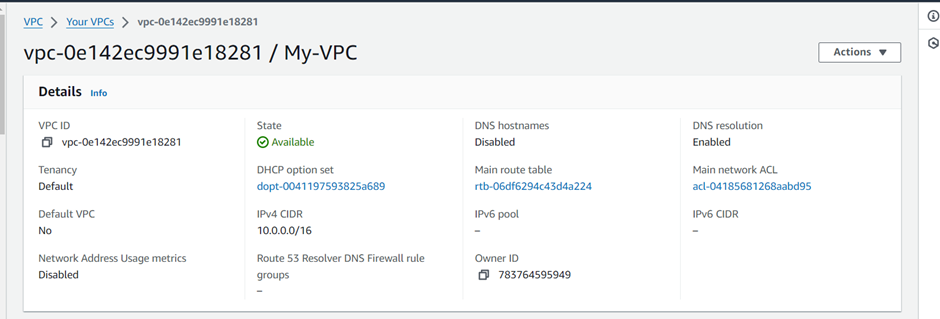 VPC > Your VPCs > vpc-0e142ec9991e18281
vpc-0e142ec9991e18281 / My-VPC
Actions ▼
Details Info
VPC ID
vpc-0e142ec9991e18281
State
Available
DNS hostnames
Disabled
DNS resolution
Enabled
Tenancy
Default
DHCP option set
dopt-0041197593825a689
Main route table
rtb-06df6294c43d4a224
Main network ACL
acl-04185681268aabd95
Default VPC
No
IPv4 CIDR
10.0.0.0/16
IPv6 pool
–
IPv6 CIDR
–
Network Address Usage metrics
Disabled
Route 53 Resolver DNS Firewall rule
groups
–
Owner ID
783764595949